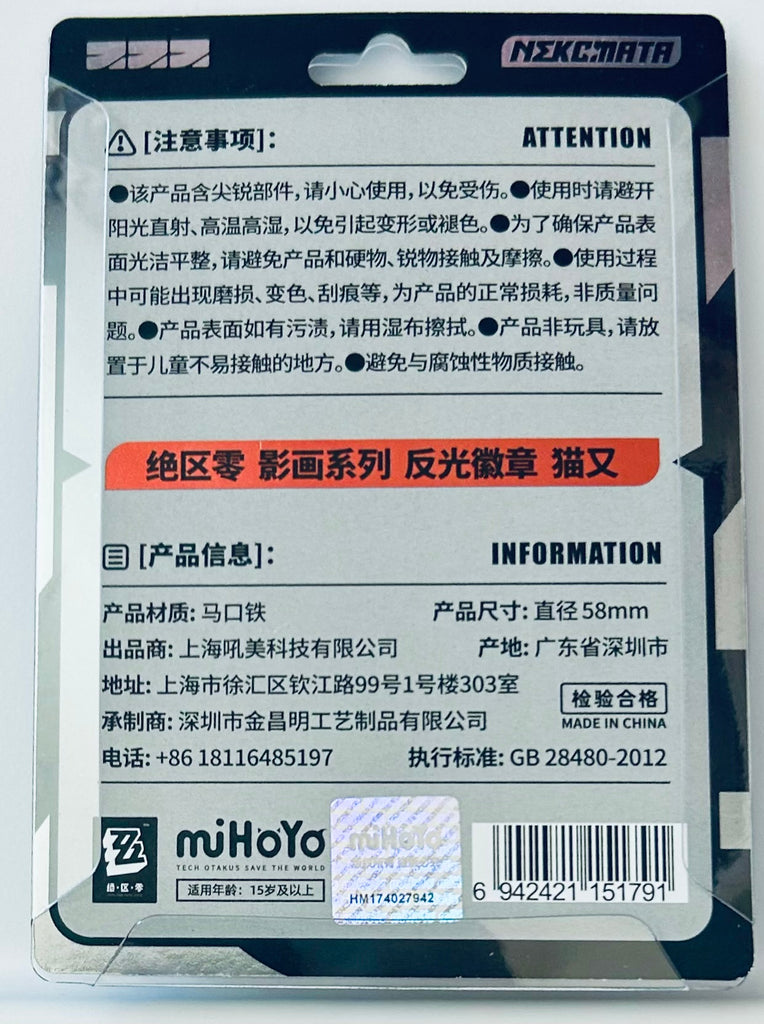 NEKOMATA
[注意事项]: ATTENTION
●该产品含尖锐部件,请小心使用,以免受伤。●使用时请避开
阳光直射、高温高湿,以免引起变形或褪色。●为了确保产品表
面光洁平整,请避免产品和硬物、锐物接触及摩擦。●使用过程
中可能出现磨损、变色、刮痕等,为产品的正常损耗,非质量问
题。●产品表面如有污渍,请用湿布擦拭。●产品非玩具,请放
置于儿童不易接触的地方。●避免与腐蚀性物质接触。
绝区零 影画系列 反光徽章 猫又
[产品信息]: INFORMATION
产品材质: 马口铁 产品尺寸: 直径 58mm
出品商: 上海吼美科技有限公司 产地: 广东省深圳市
地址: 上海市徐汇区钦江路99号1号楼303室
检验合格
承制商: 深圳市金昌明工艺制品有限公司 MADE IN CHINA
电话: +86 18116485197 执行标准: GB 28480-2012
绝·区·零
miHoYo
TECH OTAKUS SAVE THE WORLD
适用年龄: 15岁及以上
miHoYo
HM174027942
6 942421 151791